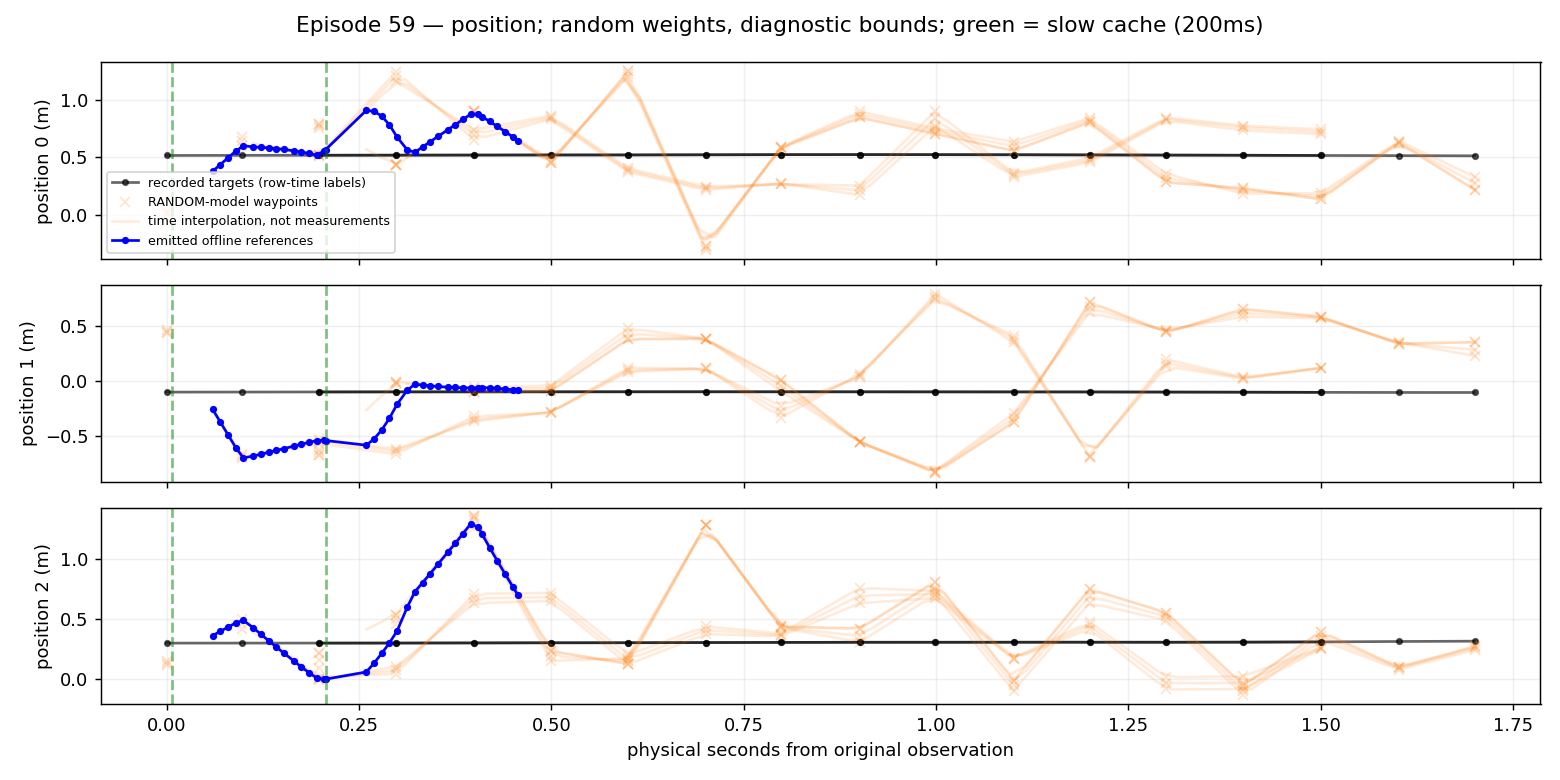 Episode 59 — position; random weights, diagnostic bounds; green = slow cache (200ms)
position 0 (m)
1.0
0.5
0.0
recorded targets (row-time labels)
RANDOM-model waypoints
time interpolation, not measurements
emitted offline references
position 1 (m)
0.5
0.0
−0.5
position 2 (m)
1.0
0.5
0.0
0.00 0.25 0.50 0.75 1.00 1.25 1.50 1.75
physical seconds from original observation